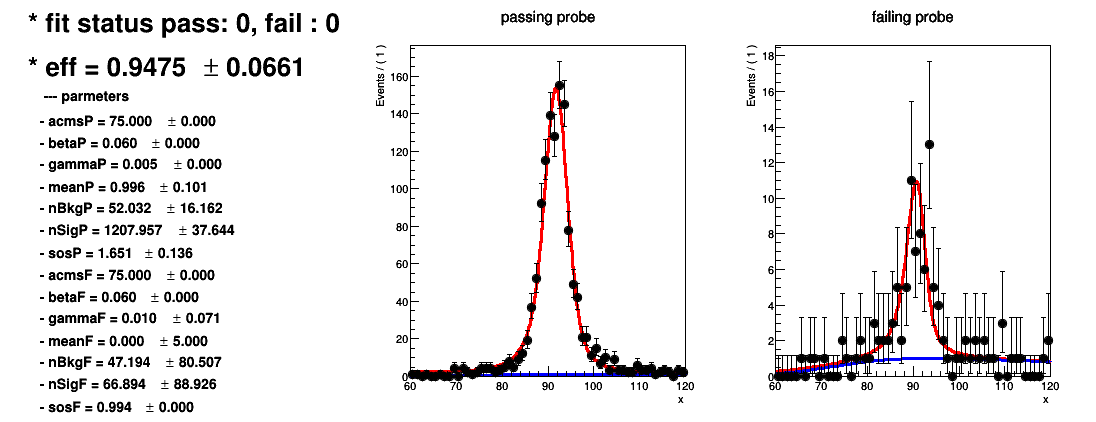 * fit status pass: 0, fail : 0
* eff = 0.9475 ± 0.0661
--- parmeters
- acmsP = 75.000 ± 0.000
- betaP = 0.060 ± 0.000
- gammaP = 0.005 ± 0.000
- meanP = 0.996 ± 0.101
- nBkgP = 52.032 ± 16.162
- nSigP = 1207.957 ± 37.644
- sosP = 1.651 ± 0.136
- acmsF = 75.000 ± 0.000
- betaF = 0.060 ± 0.000
- gammaF = 0.010 ± 0.071
- meanF = 0.000 ± 5.000
- nBkgF = 47.194 ± 80.507
- nSigF = 66.894 ± 88.926
- sosF = 0.994 ± 0.000
passing probe
Events / ( 1 )
160
140
120
100
80
60
40
20
0
60 70 80 90 100 110 120
x
failing probe
Events / ( 1 )
18
16
14
12
10
8
6
4
2
0
60 70 80 90 100 110 120
x